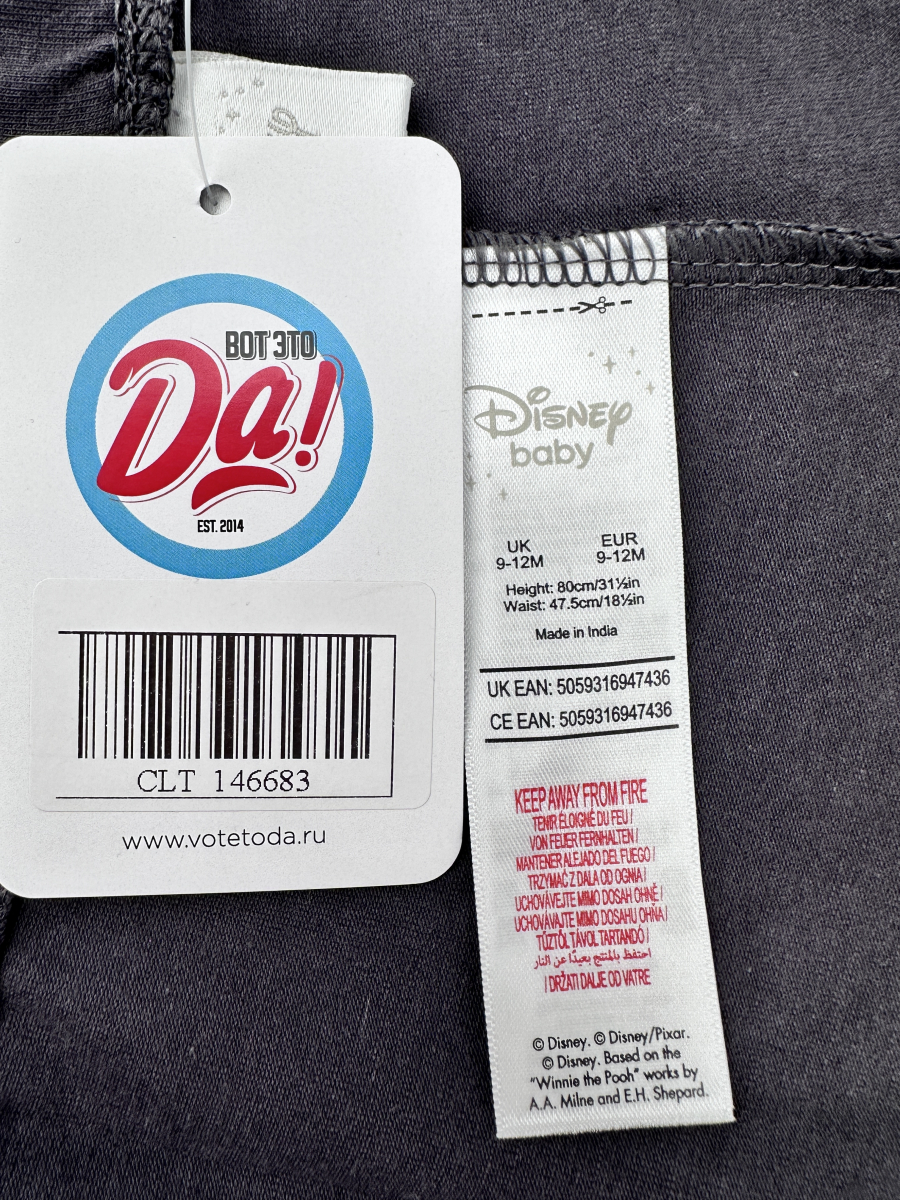 ВОТ ЭТО
Да!
EST. 2014
CLT 146683
www.votetoda.ru
Disney
baby
UK EUR
9-12M 9-12M
Height: 80cm/31½in
Waist: 47.5cm/18½in
Made in India
UK EAN: 5059316947436
CE EAN: 5059316947436
KEEP AWAY FROM FIRE
TENIR ÉLOIGNÉ DU FEU /
VON FEUER FERNHALTEN /
MANTENER ALEJADO DEL FUEGO /
TRZYMAĆ Z DALA OD OGNIA /
UCHOVÁVEJTE MIMO DOSAH OHNĚ /
UCHOVÁVAJTE MIMO DOSAHU OHŇA /
TŰZTŐL TÁVOL TARTANDÓ /
احتفظ بالمنتج بعيدًا عن النار
/ DRŽATI DALJE OD VATRE
© Disney. © Disney/Pixar.
© Disney. Based on the
"Winnie the Pooh" works by
A.A. Milne and E.H. Shepard.